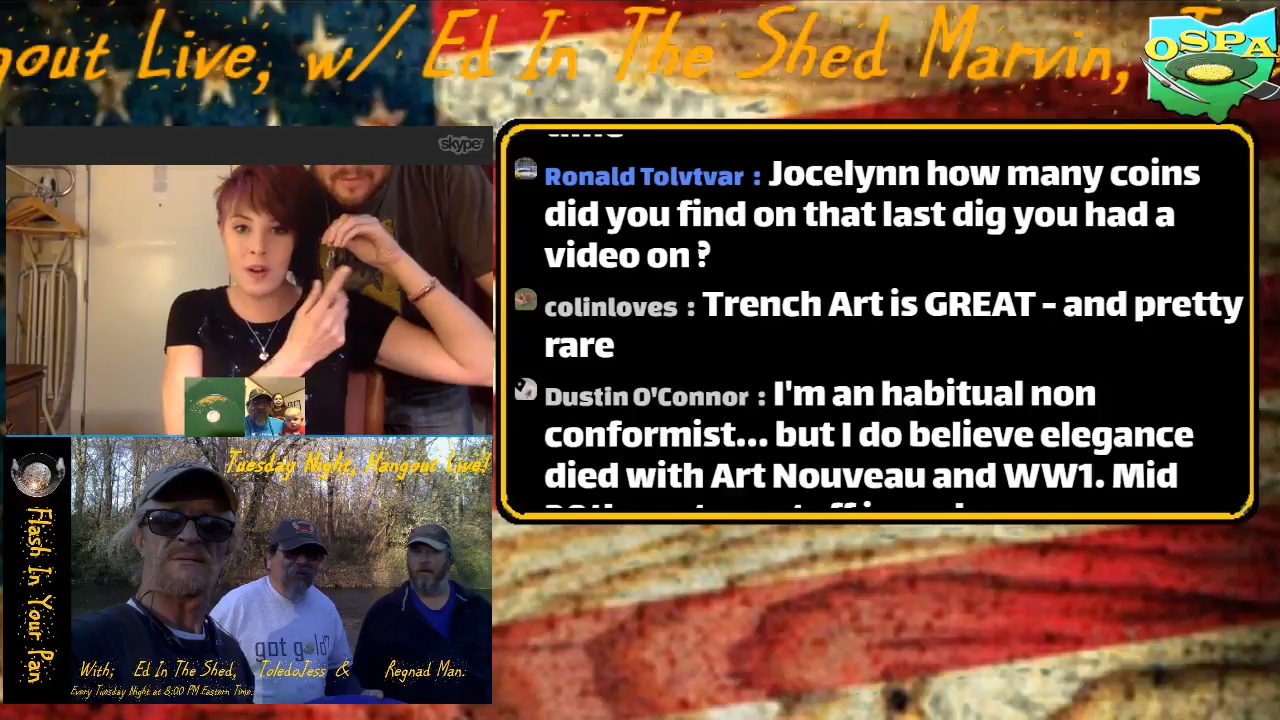 gout Live, w/ Ed In The Shed Marvin,
OSPA
skype
Ronald Tolvtvar : Jocelynn how many coins
did you find on that last dig you had a
video on ?
colinloves : Trench Art is GREAT - and pretty
rare
Dustin O'Connor : I'm an habitual non
conformist... but I do believe elegance
died with Art Nouveau and WW1. Mid
Tuesday Night, Hangout Live!
Flash In Your Pan
got gold?
With; Ed In The Shed, ToledoJess & Regnad Man.
Every Tuesday Night at 8:00 PM Eastern Time.